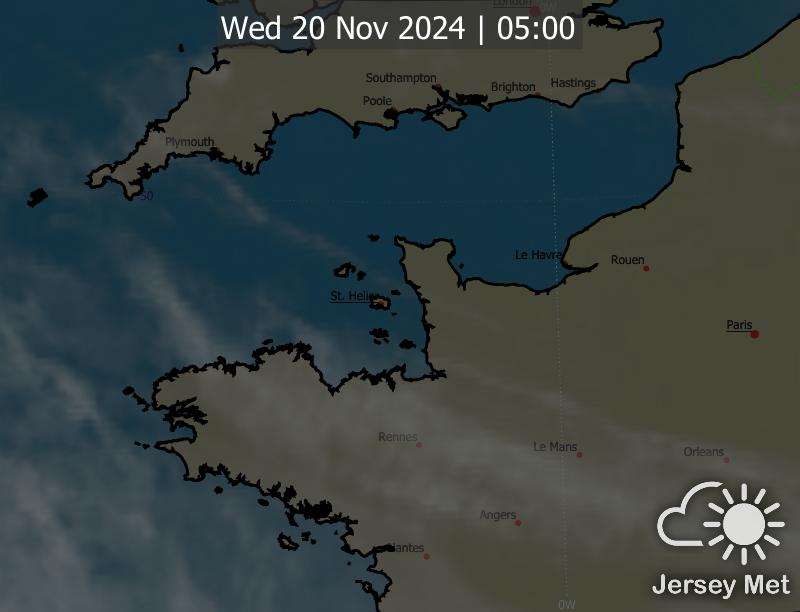 London
0W
Wed 20 Nov 2024 | 05:00
Southampton
Brighton
Hastings
Poole
Plymouth
50
Le Havre
Rouen
St. Helier
Paris
Rennes
Le Mans
Orleans
Angers
Nantes
Jersey Met
0W